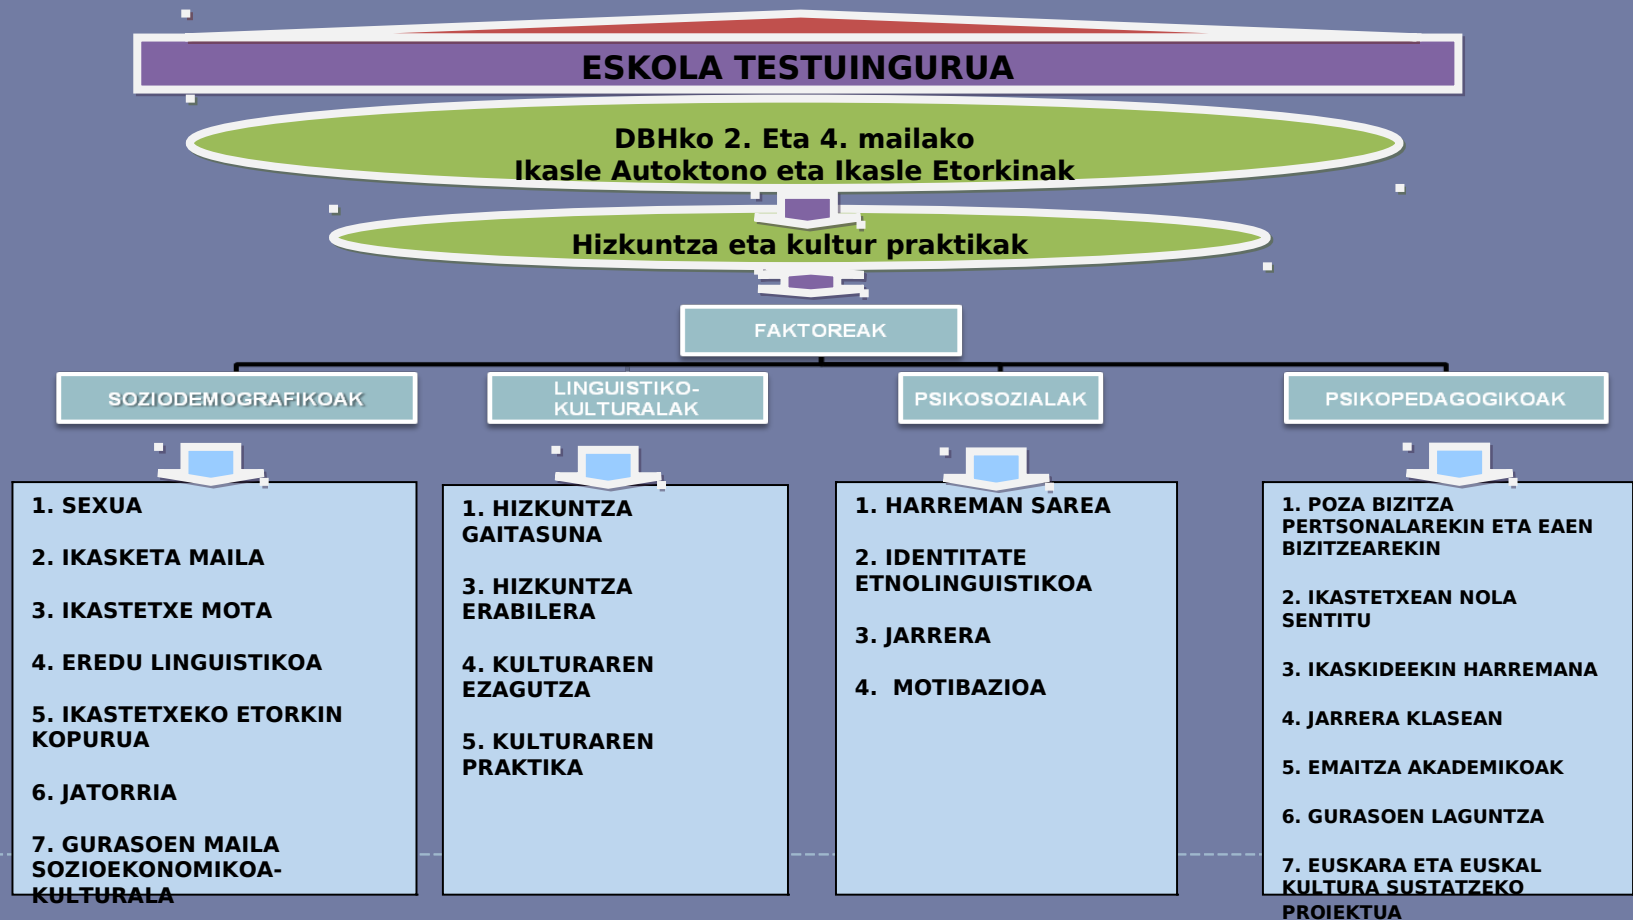 ESKOLA TESTUINGURUA
DBHko 2. Eta 4. mailako
Ikasle Autoktono eta Ikasle Etorkinak
Hizkuntza eta kultur praktikak
FAKTOREAK
SOZIODEMOGRAFIKOAK
LINGUISTIKO-
KULTURALAK
PSIKOSOZIALAK
PSIKOPEDAGOGIKOAK
1. SEXUA
2. IKASKETA MAILA
3. IKASTETXE MOTA
4. EREDU LINGUISTIKOA
5. IKASTETXEKO ETORKIN
KOPURUA
6. JATORRIA
7. GURASOEN MAILA
SOZIOEKONOMIKOA-
KULTURALA
1. HIZKUNTZA
GAITASUNA
3. HIZKUNTZA
ERABILERA
4. KULTURAREN
EZAGUTZA
5. KULTURAREN
PRAKTIKA
1. HARREMAN SAREA
2. IDENTITATE
ETNOLINGUISTIKOA
3. JARRERA
4.  MOTIBAZIOA
1. POZA BIZITZA
PERTSONALAREKIN ETA EAEN
BIZITZEAREKIN
2. IKASTETXEAN NOLA
SENTITU
3. IKASKIDEEKIN HARREMANA
4. JARRERA KLASEAN
5. EMAITZA AKADEMIKOAK
6. GURASOEN LAGUNTZA
7. EUSKARA ETA EUSKAL
KULTURA SUSTATZEKO
PROIEKTUA